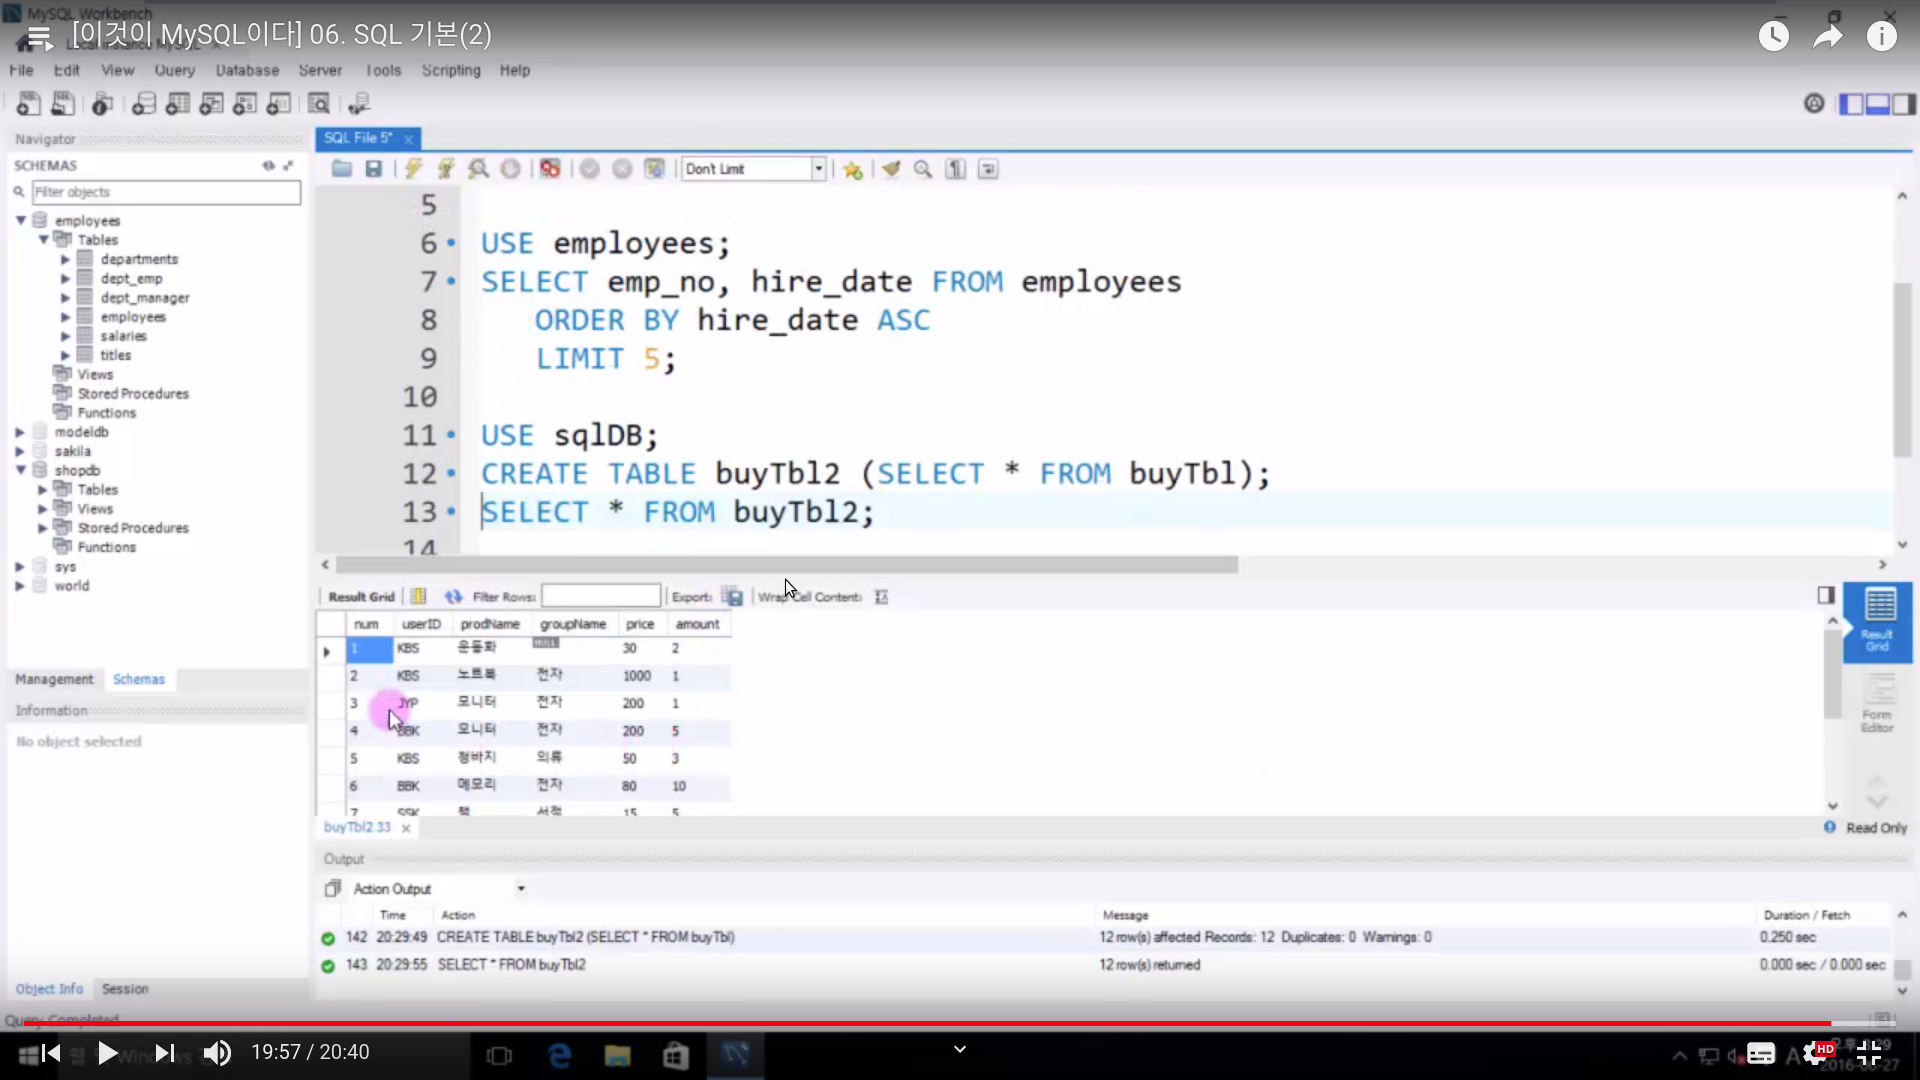 MySQL Workbench
[이것이 MySQL이다] 06. SQL 기본(2)
File Edit View Query Database Server Tools Scripting Help
Navigator
SQL File 5*
SCHEMAS
Don't Limit
Filter objects
employees
Tables
departments
dept_emp
dept_manager
employees
salaries
titles
Views
Stored Procedures
Functions
modeldb
sakila
shopdb
Tables
Views
Stored Procedures
Functions
sys
world
Management Schemas
Information
No object selected
Object Info Session
Query Completed
5
6 USE employees;
7 SELECT emp_no, hire_date FROM employees
8 ORDER BY hire_date ASC
9 LIMIT 5;
10
11 USE sqlDB;
12 CREATE TABLE buyTbl2 (SELECT * FROM buyTbl);
13 SELECT * FROM buyTbl2;
14
Result Grid Filter Rows: Export: Wrap Cell Content:
num userID prodName groupName price amount
1 KBS 운동화 NULL 30 2
2 KBS 노트북 전자 1000 1
3 JYP 모니터 전자 200 1
4 BBK 모니터 전자 200 5
5 KBS 청바지 의류 50 3
6 BBK 메모리 전자 80 10
7 SSK 책 서적 15 5
Result Grid
Form Editor
buyTbl2 33
Read Only
Output
Action Output
Time Action Message Duration / Fetch
142 20:29:49 CREATE TABLE buyTbl2 (SELECT * FROM buyTbl) 12 row(s) affected Records: 12 Duplicates: 0 Warnings: 0 0.250 sec
143 20:29:55 SELECT * FROM buyTbl2 12 row(s) returned 0.000 sec / 0.000 sec
19:57 / 20:40
HD